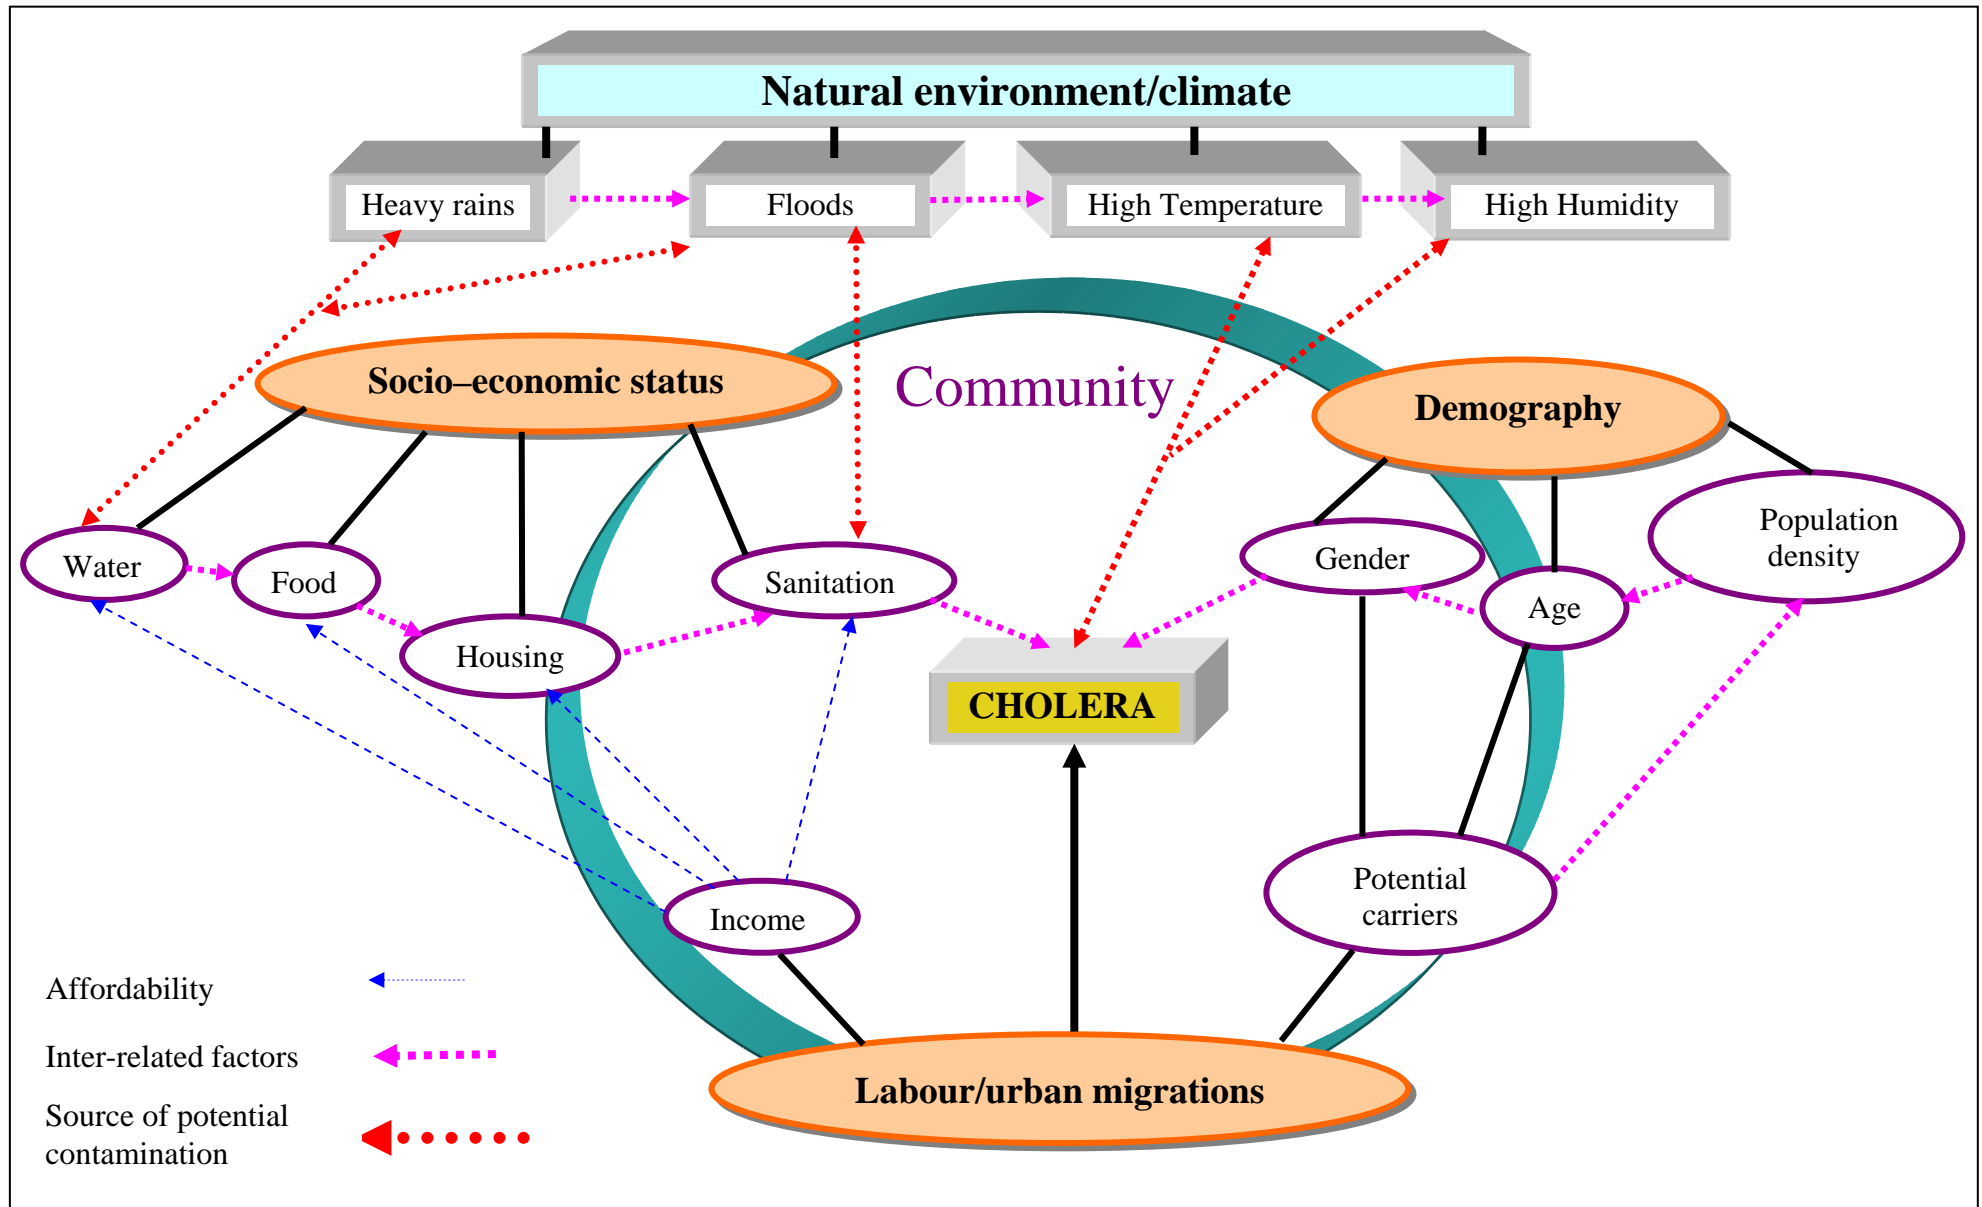 Natural environment/climate
Heavy rains
Floods
High Temperature
High Humidity
Community
Socio–economic status
Demography
Water
Food
Housing
Sanitation
Gender
Age
Population
density
CHOLERA
Income
Potential
carriers
Labour/urban migrations
Affordability
Inter-related factors
Source of potential
contamination